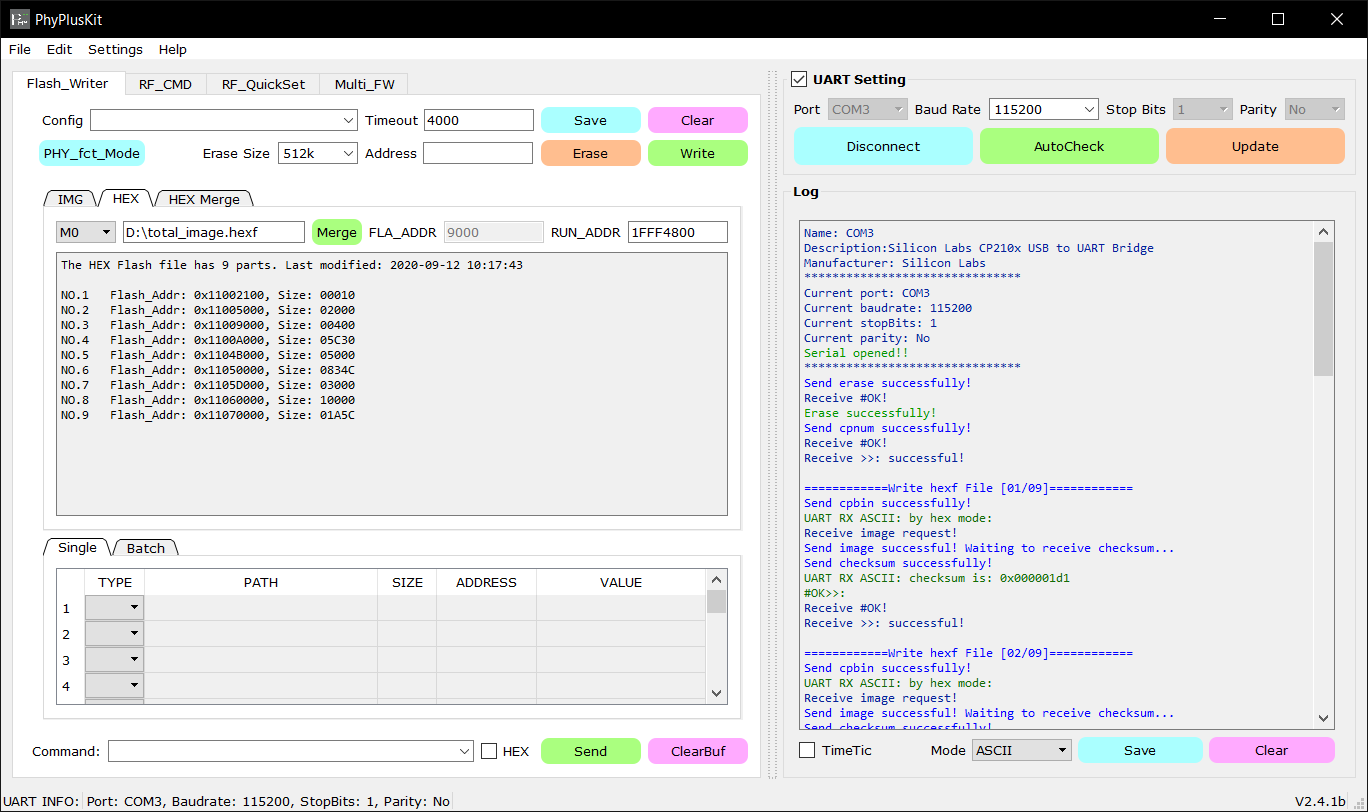 PhyPlusKit
File Edit Settings Help
Flash_Writer RF_CMD RF_QuickSet Multi_FW
Config Timeout 4000 Save Clear
PHY_fct_Mode Erase Size 512k Address Erase Write
IMG HEX HEX Merge
M0 D:\total_image.hexf Merge FLA_ADDR 9000 RUN_ADDR 1FFF4800
The HEX Flash file has 9 parts. Last modified: 2020-09-12 10:17:43
NO.1 Flash_Addr: 0x11002100, Size: 00010
NO.2 Flash_Addr: 0x11005000, Size: 02000
NO.3 Flash_Addr: 0x11009000, Size: 00400
NO.4 Flash_Addr: 0x1100A000, Size: 05C30
NO.5 Flash_Addr: 0x1104B000, Size: 05000
NO.6 Flash_Addr: 0x11050000, Size: 0834C
NO.7 Flash_Addr: 0x1105D000, Size: 03000
NO.8 Flash_Addr: 0x11060000, Size: 10000
NO.9 Flash_Addr: 0x11070000, Size: 01A5C
Single Batch
TYPE PATH SIZE ADDRESS VALUE
1
2
3
4
Command: HEX Send ClearBuf
UART Setting
Port COM3 Baud Rate 115200 Stop Bits 1 Parity No
Disconnect AutoCheck Update
Log
Name: COM3
Description:Silicon Labs CP210x USB to UART Bridge
Manufacturer: Silicon Labs
*******************************
Current port: COM3
Current baudrate: 115200
Current stopBits: 1
Current parity: No
Serial opened!!
*******************************
Send erase successfully!
Receive #OK!
Erase successfully!
Send cpnum successfully!
Receive #OK!
Receive >>: successful!
============Write hexf File [01/09]============
Send cpbin successfully!
UART RX ASCII: by hex mode:
Receive image request!
Send image successful! Waiting to receive checksum...
Send checksum successfully!
UART RX ASCII: checksum is: 0x000001d1
#OK>>:
Receive #OK!
Receive >>: successful!
============Write hexf File [02/09]============
Send cpbin successfully!
UART RX ASCII: by hex mode:
Receive image request!
Send image successful! Waiting to receive checksum...
Send checksum successfully!
TimeTic Mode ASCII Save Clear
UART INFO: Port: COM3, Baudrate: 115200, StopBits: 1, Parity: No V2.4.1b